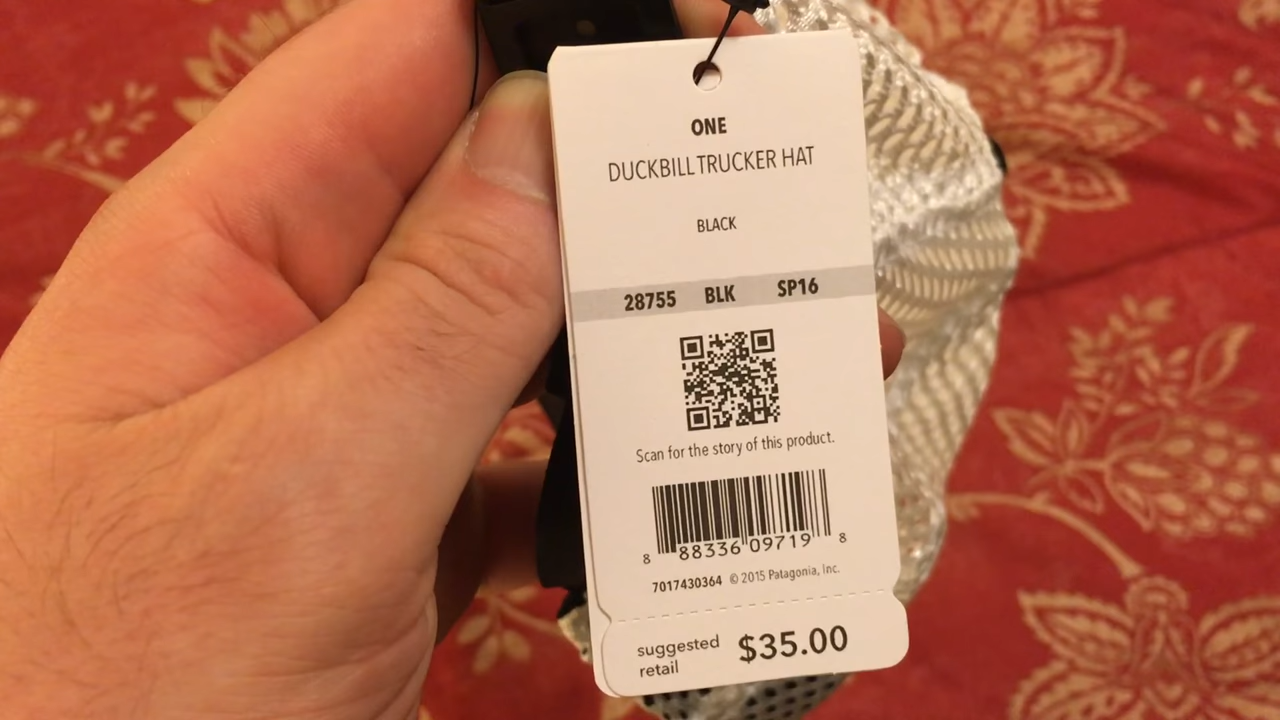 ONE
DUCKBILL TRUCKER HAT
BLACK
28755 BLK SP16
Scan for the story of this product.
8 88336 09719 8
7017430364 © 2015 Patagonia, Inc.
suggested retail $35.00